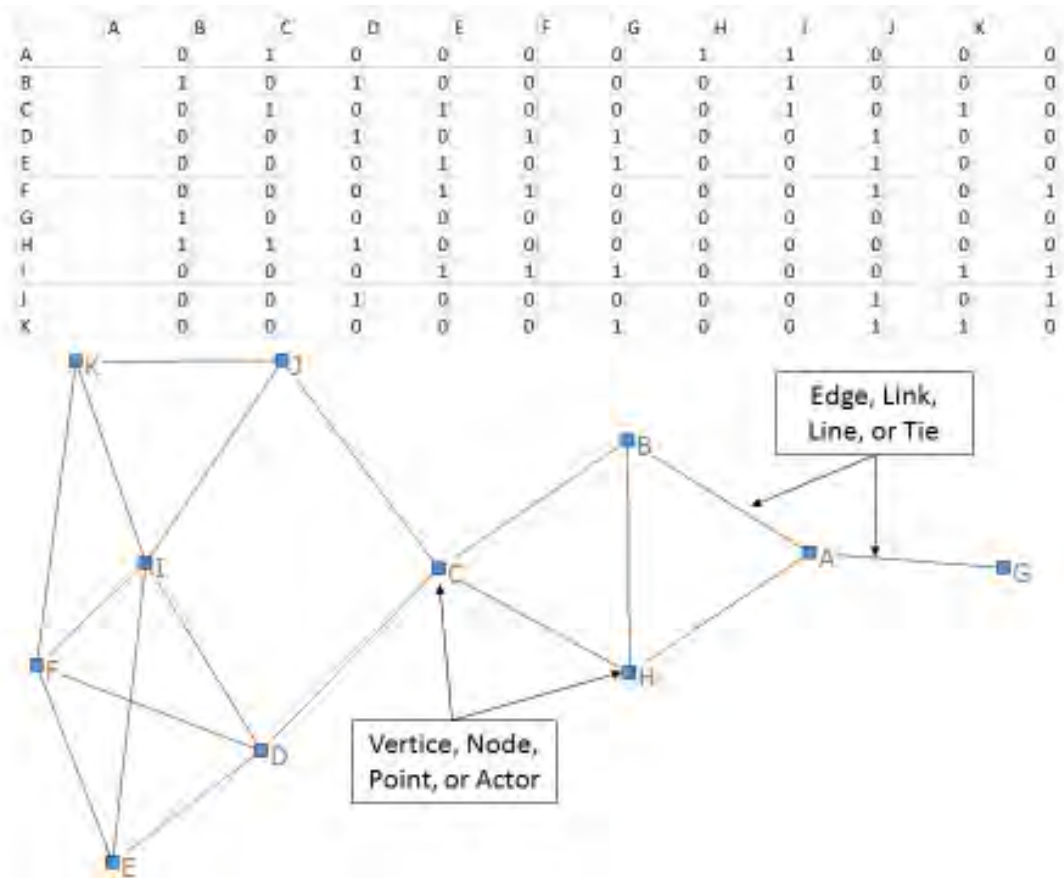 A B C D E F G H I J K
A 0 1 0 0 0 0 1 1 0 0 0
B 1 0 1 0 0 0 0 1 0 0 0
C 0 1 0 1 0 0 0 1 0 1 0
D 0 0 1 0 1 1 0 0 1 0 0
E 0 0 0 1 0 1 0 0 1 0 0
F 0 0 0 1 1 0 0 0 1 0 1
G 1 0 0 0 0 0 0 0 0 0 0
H 1 1 1 0 0 0 0 0 0 0 0
I 0 0 0 1 1 1 0 0 0 1 1
J 0 0 1 0 0 0 0 0 1 0 1
K 0 0 0 0 0 1 0 0 1 1 0
K
J
Edge, Link,
Line, or Tie
B
A
G
I
C
F
H
D
Vertice, Node,
Point, or Actor
E